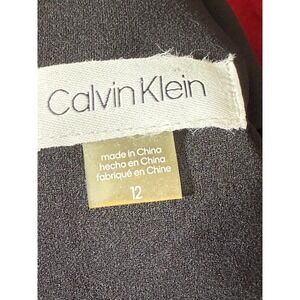 Calvin Klein
made in China
hecho en China
fabriqué en Chine
12